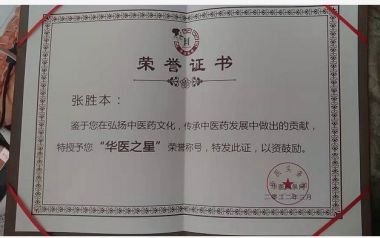 荣誉证书
张胜本：
鉴于您在弘扬中医药文化，传承中医药发展中做出的贡献，
特授予您“华医之星”荣誉称号，特发此证，以资鼓励。